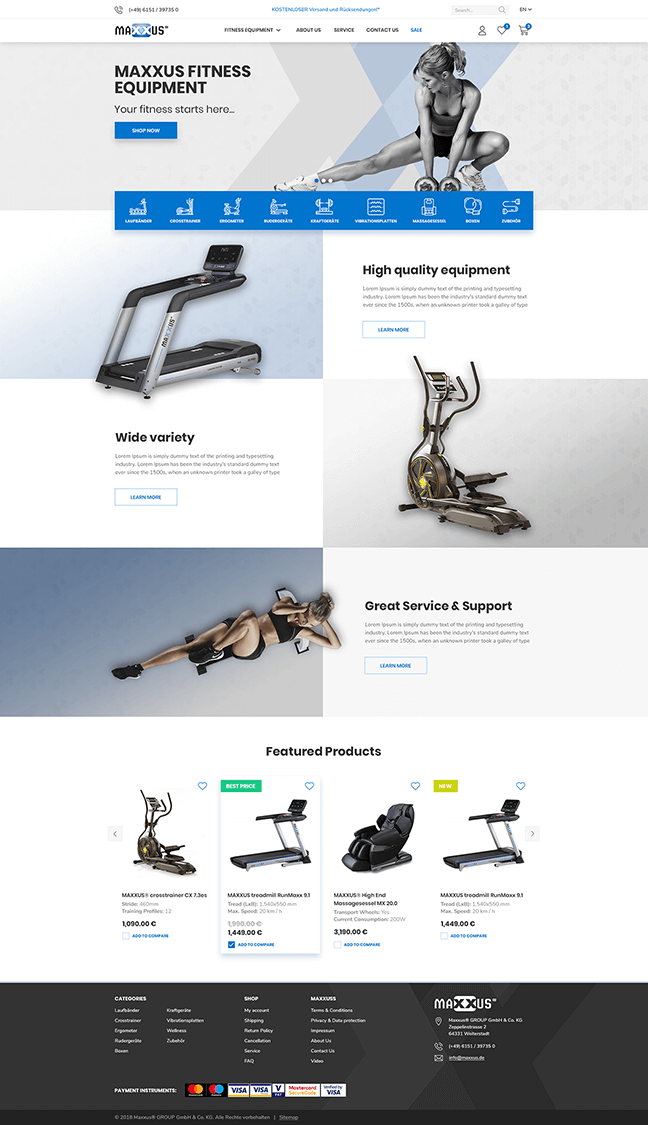 (+49) 6151 / 39735 0
KOSTENLOSER Versand und Rücksendungen!*
Search...
EN
MAXXUS®
FITNESS EQUIPMENT
ABOUT US
SERVICE
CONTACT US
SALE
MAXXUS FITNESS
EQUIPMENT
Your fitness starts here...
SHOP NOW
LAUFBÄNDER
CROSSTRAINER
ERGOMETER
RUDERGERÄTE
KRAFTGERÄTE
VIBRATIONSPLATTEN
MASSAGESESSEL
BOXEN
ZUBEHÖR
High quality equipment
Lorem Ipsum is simply dummy text of the printing and typesetting
industry. Lorem Ipsum has been the industry's standard dummy text
ever since the 1500s, when an unknown printer took a galley of type
LEARN MORE
MAXXUS
Wide variety
Lorem Ipsum is simply dummy text of the printing and typesetting
industry. Lorem Ipsum has been the industry's standard dummy text
ever since the 1500s, when an unknown printer took a galley of type
LEARN MORE
Great Service & Support
Lorem Ipsum is simply dummy text of the printing and typesetting
industry. Lorem Ipsum has been the industry's standard dummy text
ever since the 1500s, when an unknown printer took a galley of type
LEARN MORE
Featured Products
BEST PRICE
NEW
MAXXUS® crosstrainer CX 7.3es
Stride: 460mm
Training Profiles: 12
1,090.00 €
ADD TO COMPARE
MAXXUS treadmill RunMaxx 9.1
Tread (LxB): 1,540x550 mm
Max. Speed: 20 km / h
1,990.00 €
1,449.00 €
ADD TO COMPARE
MAXXUS® High End
Massagesessel MX 20.0
Transport Wheels: Yes
Current Consumption: 200W
3,190.00 €
ADD TO COMPARE
MAXXUS treadmill RunMaxx 9.1
Tread (LxB): 1,540x550 mm
Max. Speed: 20 km / h
1,449.00 €
ADD TO COMPARE
CATEGORIES
Laufbänder
Crosstrainer
Ergometer
Rudergeräte
Boxen
Kraftgeräte
Vibrationsplatten
Wellness
Zubehör
SHOP
My account
Shipping
Return Policy
Cancellation
Service
FAQ
MAXXUSS
Terms & Conditions
Privacy & Data protection
Impressum
About Us
Contact Us
Video
MAXXUS®
Maxxus® GROUP GmbH & Co. KG
Zeppelinstrasse 2
64331 Weiterstadt
(+49) 6151 / 39735 0
info@maxxus.de
PAYMENT INSTRUMENTS:
VISA
VISA
V PAY
Mastercard
SecureCode
Verified by
VISA
© 2018 Maxxus® GROUP GmbH & Co. KG. Alle Rechte vorbehalten | Sitemap